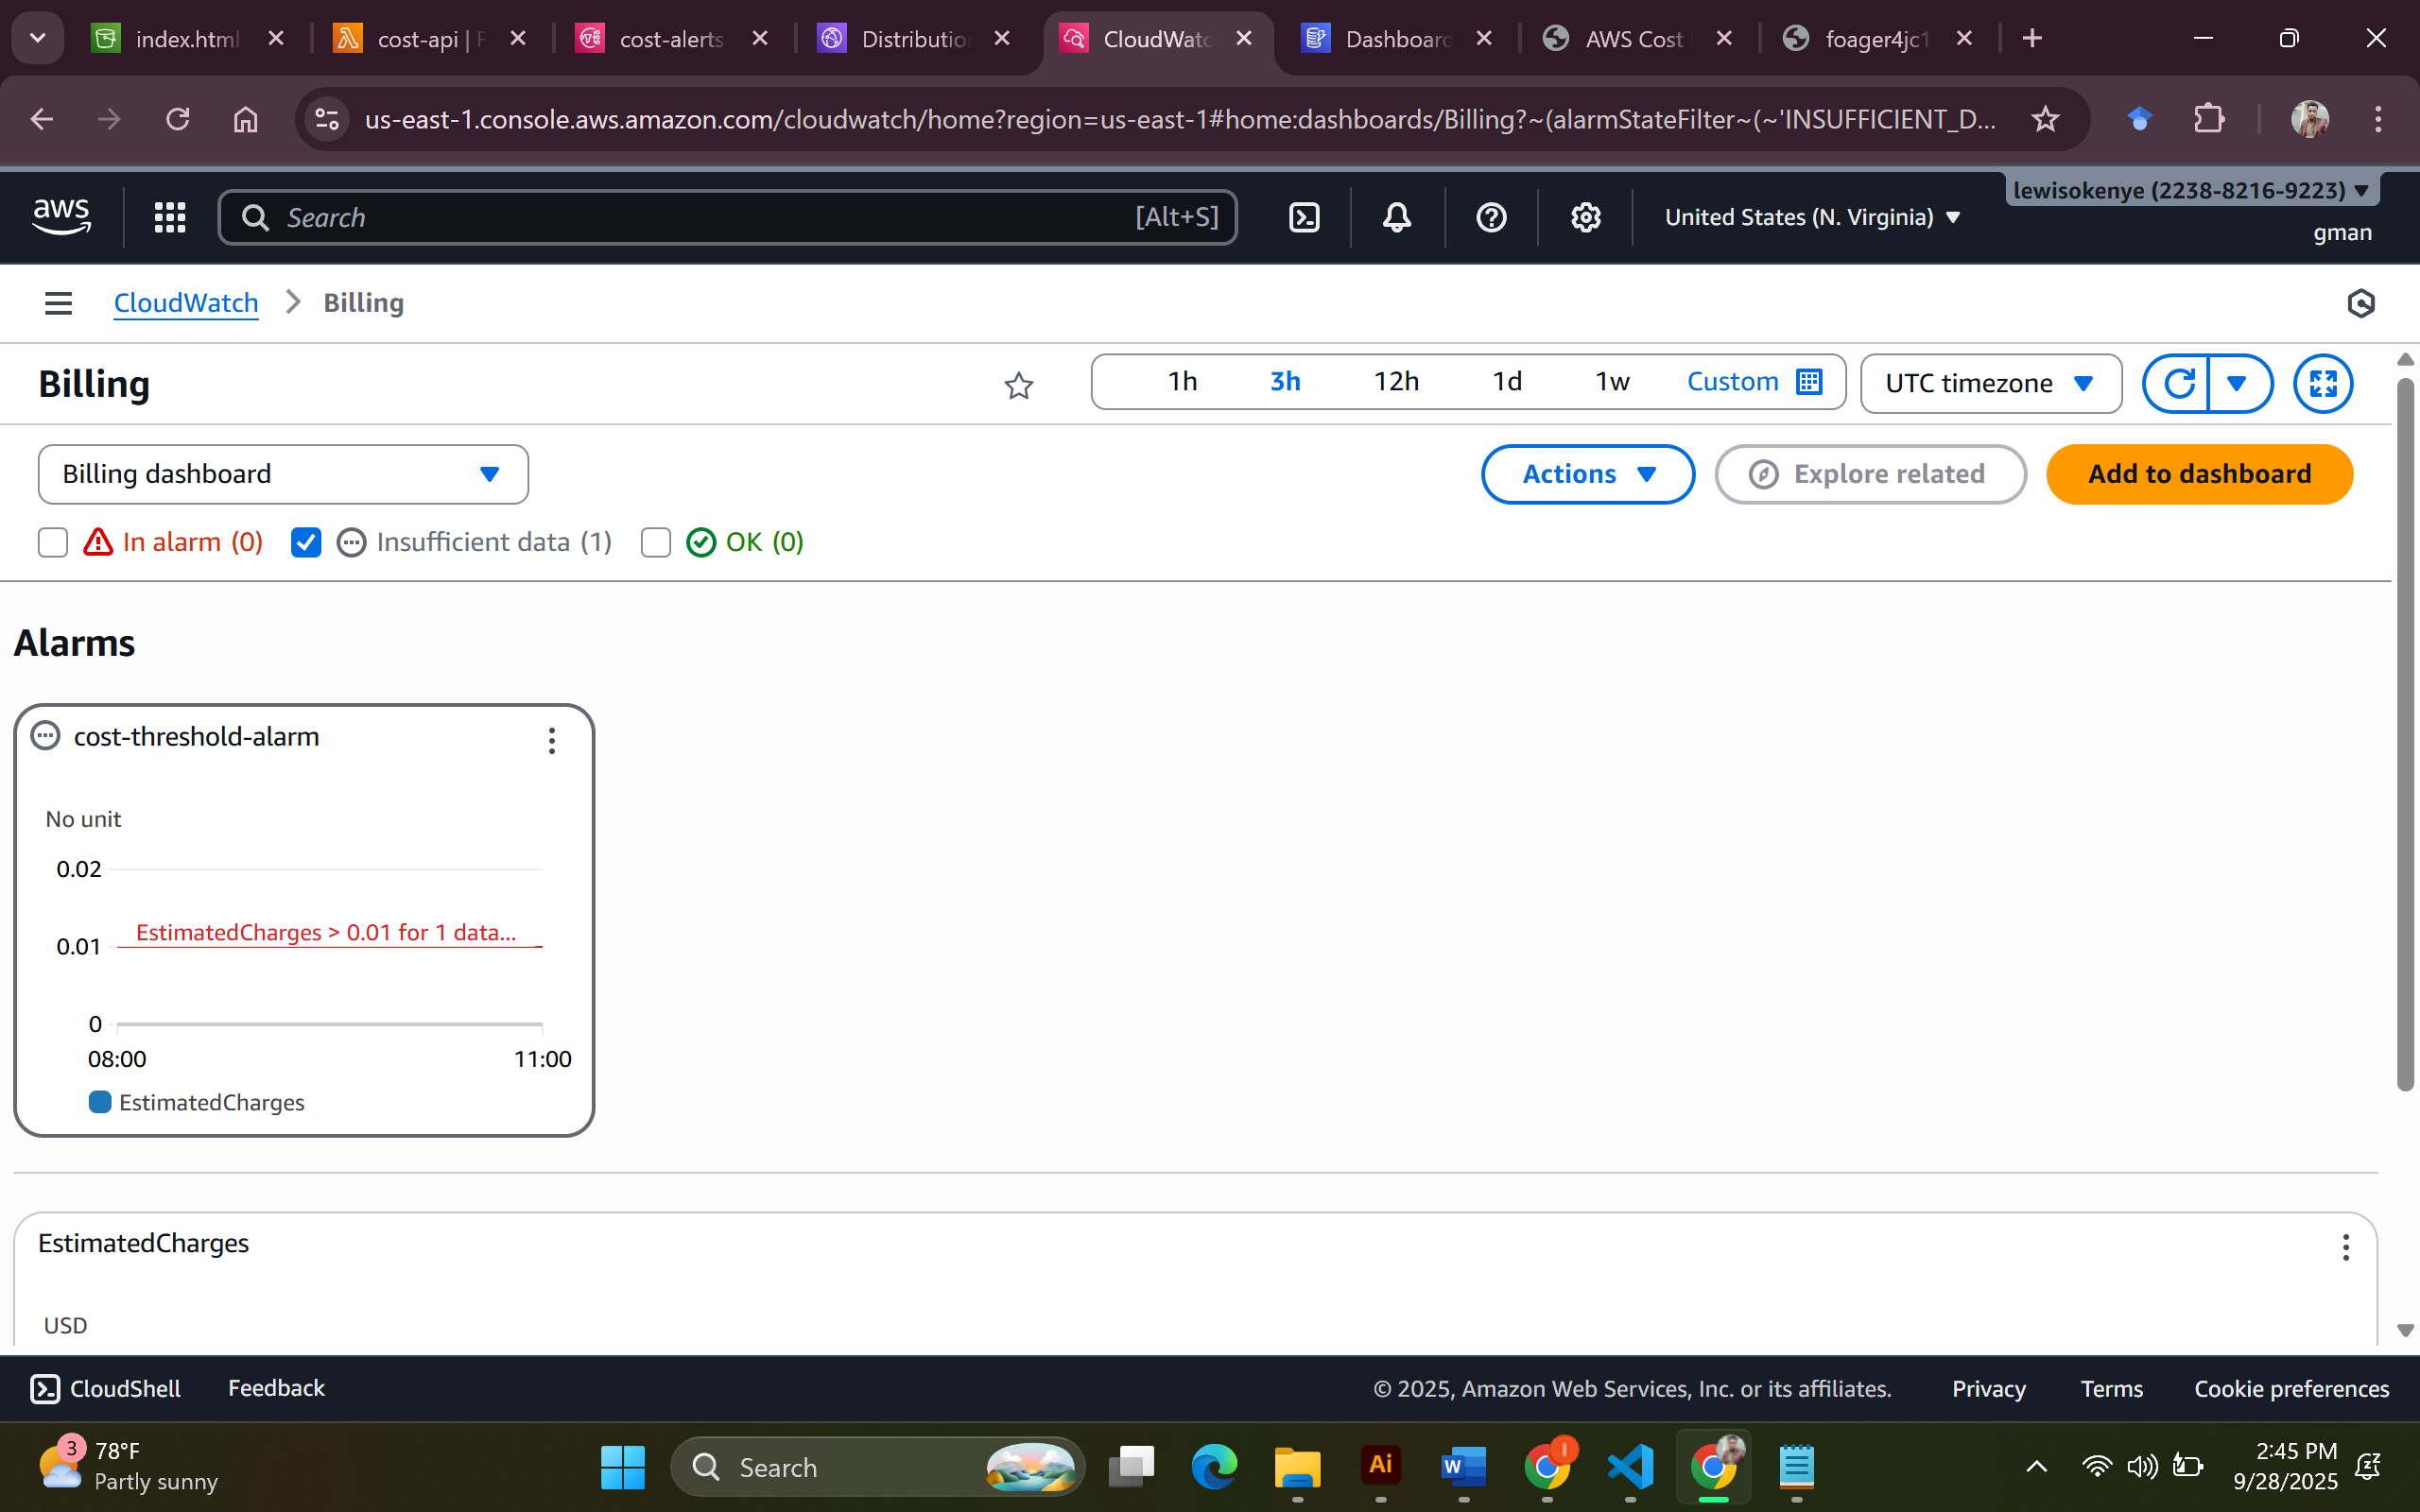 index.html
cost-api | F
cost-alerts
Distribution
CloudWatc
Dashboard
AWS Cost
foager4jc1
us-east-1.console.aws.amazon.com/cloudwatch/home?region=us-east-1#home:dashboards/Billing?~(alarmStateFilter~(~'INSUFFICIENT_D...
aws
Search
[Alt+S]
United States (N. Virginia)
lewisokenye (2238-8216-9223)
gman
CloudWatch
Billing
Billing
1h
3h
12h
1d
1w
Custom
UTC timezone
Billing dashboard
Actions
Explore related
Add to dashboard
In alarm (0)
Insufficient data (1)
OK (0)
Alarms
cost-threshold-alarm
No unit
0.02
EstimatedCharges > 0.01 for 1 data...
0.01
0
08:00
11:00
EstimatedCharges
EstimatedCharges
USD
CloudShell
Feedback
© 2025, Amazon Web Services, Inc. or its affiliates.
Privacy
Terms
Cookie preferences
3
78°F
Partly sunny
Search
Ai
W
2:45 PM
9/28/2025